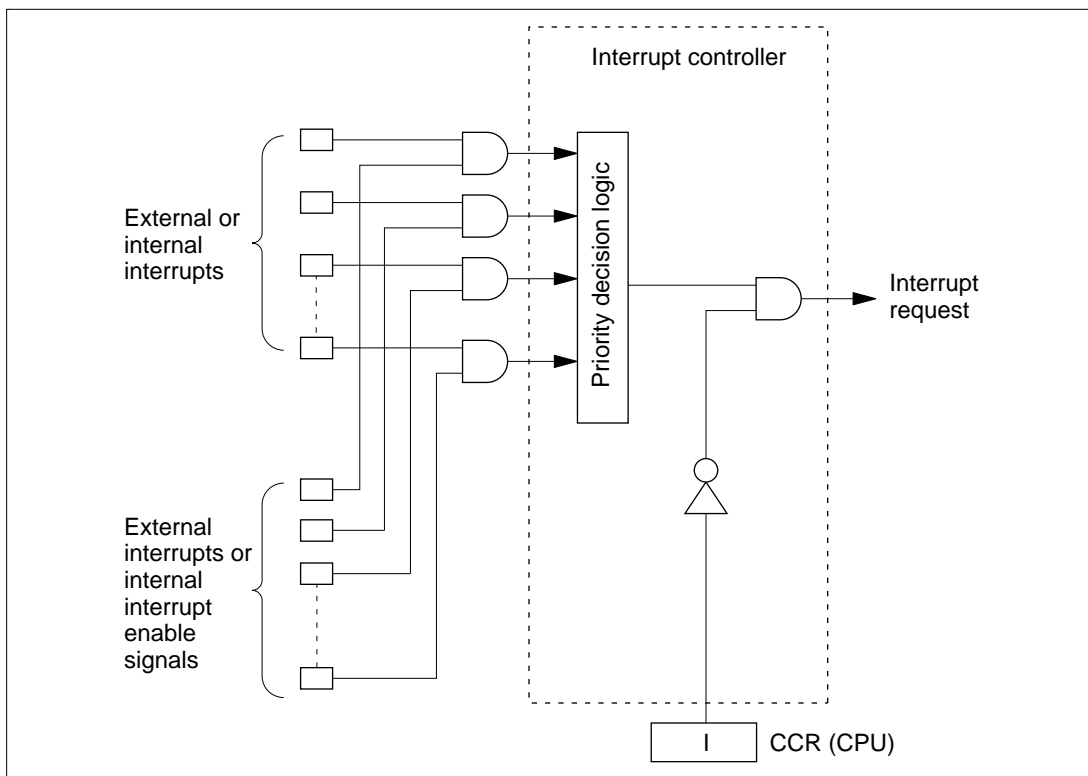 Interrupt controller
External or
internal
interrupts
Priority decision logic
Interrupt
request
External
interrupts or
internal
interrupt
enable
signals
I
CCR (CPU)